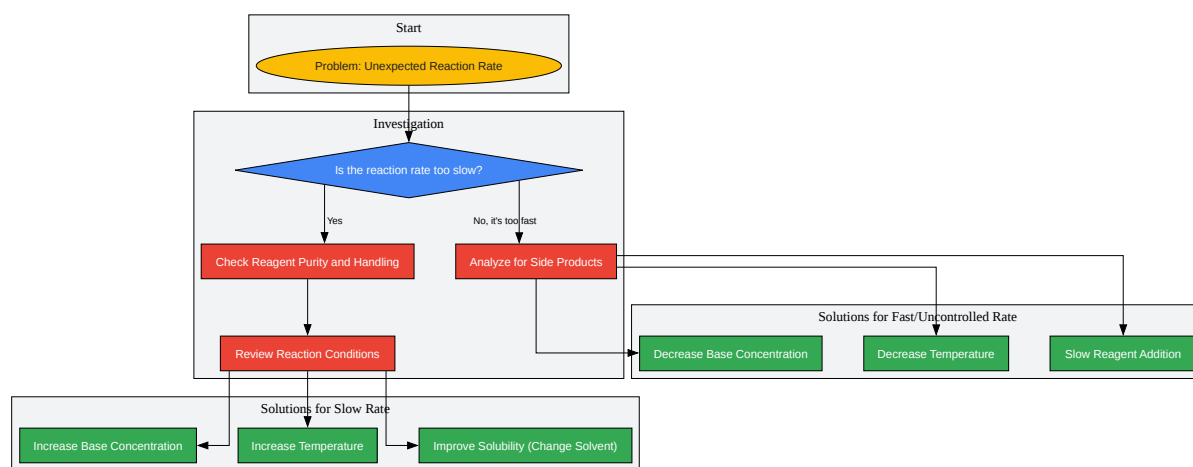 Start
Problem: Unexpected Reaction Rate
Investigation
Is the reaction rate too slow?
Yes
No, it's too fast
Check Reagent Purity and Handling
Analyze for Side Products
Solutions for Fast/Uncontrolled Rate
Review Reaction Conditions
Decrease Base Concentration
Decrease Temperature
Slow Reagent Addition
Solutions for Slow Rate
Increase Base Concentration
Increase Temperature
Improve Solubility (Change Solvent)